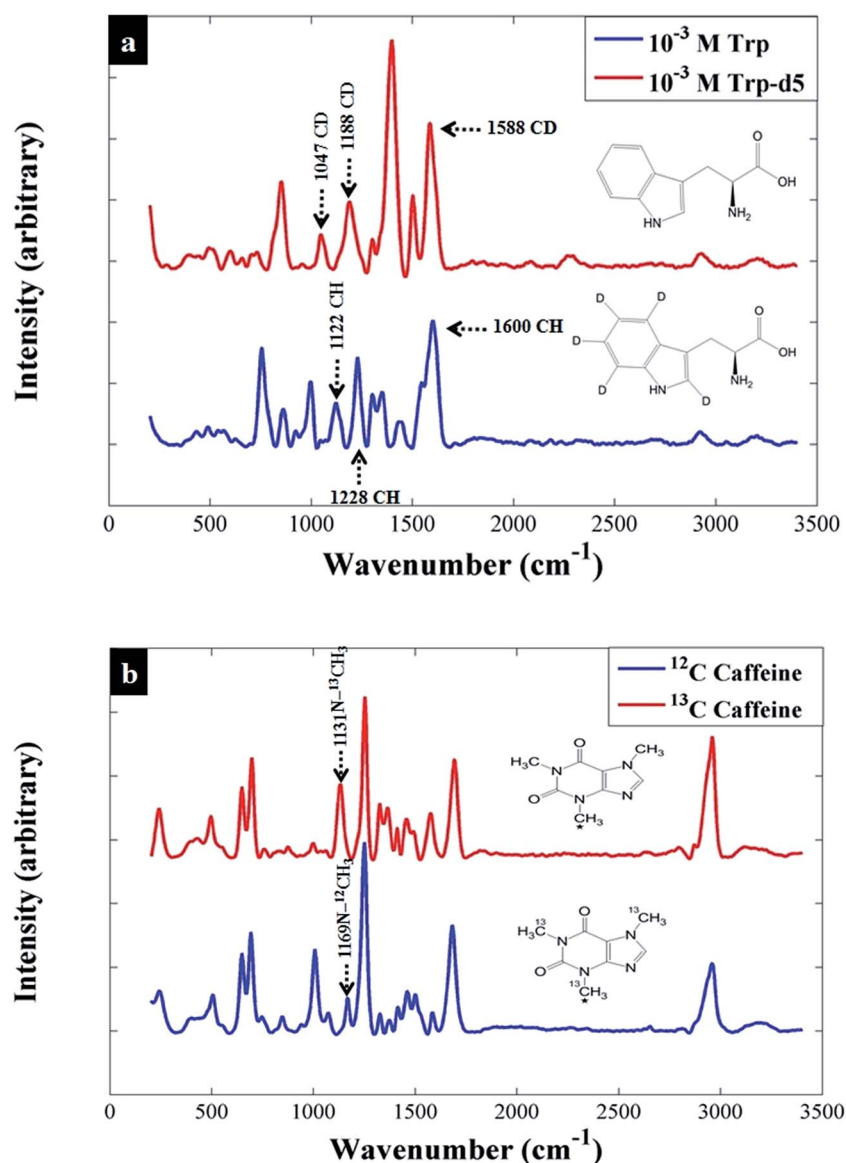 a
10⁻³ M Trp
10⁻³ M Trp-d5
1047 CD
1188 CD
1588 CD
O
OH
NH₂
HN
1122 CH
1600 CH
1228 CH
D
D
D
D
D
O
OH
NH₂
HN
Intensity (arbitrary)
0 500 1000 1500 2000 2500 3000 3500
Wavenumber (cm⁻¹)
b
¹²C Caffeine
¹³C Caffeine
1131N–¹³CH₃
O
CH₃
H₃C
N
N
N
N
O
CH₃
*
1169N–¹²CH₃
O
¹³
CH₃
¹³
H₃C
N
N
N
N
O
¹³
CH₃
*
Intensity (arbitrary)
0 500 1000 1500 2000 2500 3000 3500
Wavenumber (cm⁻¹)